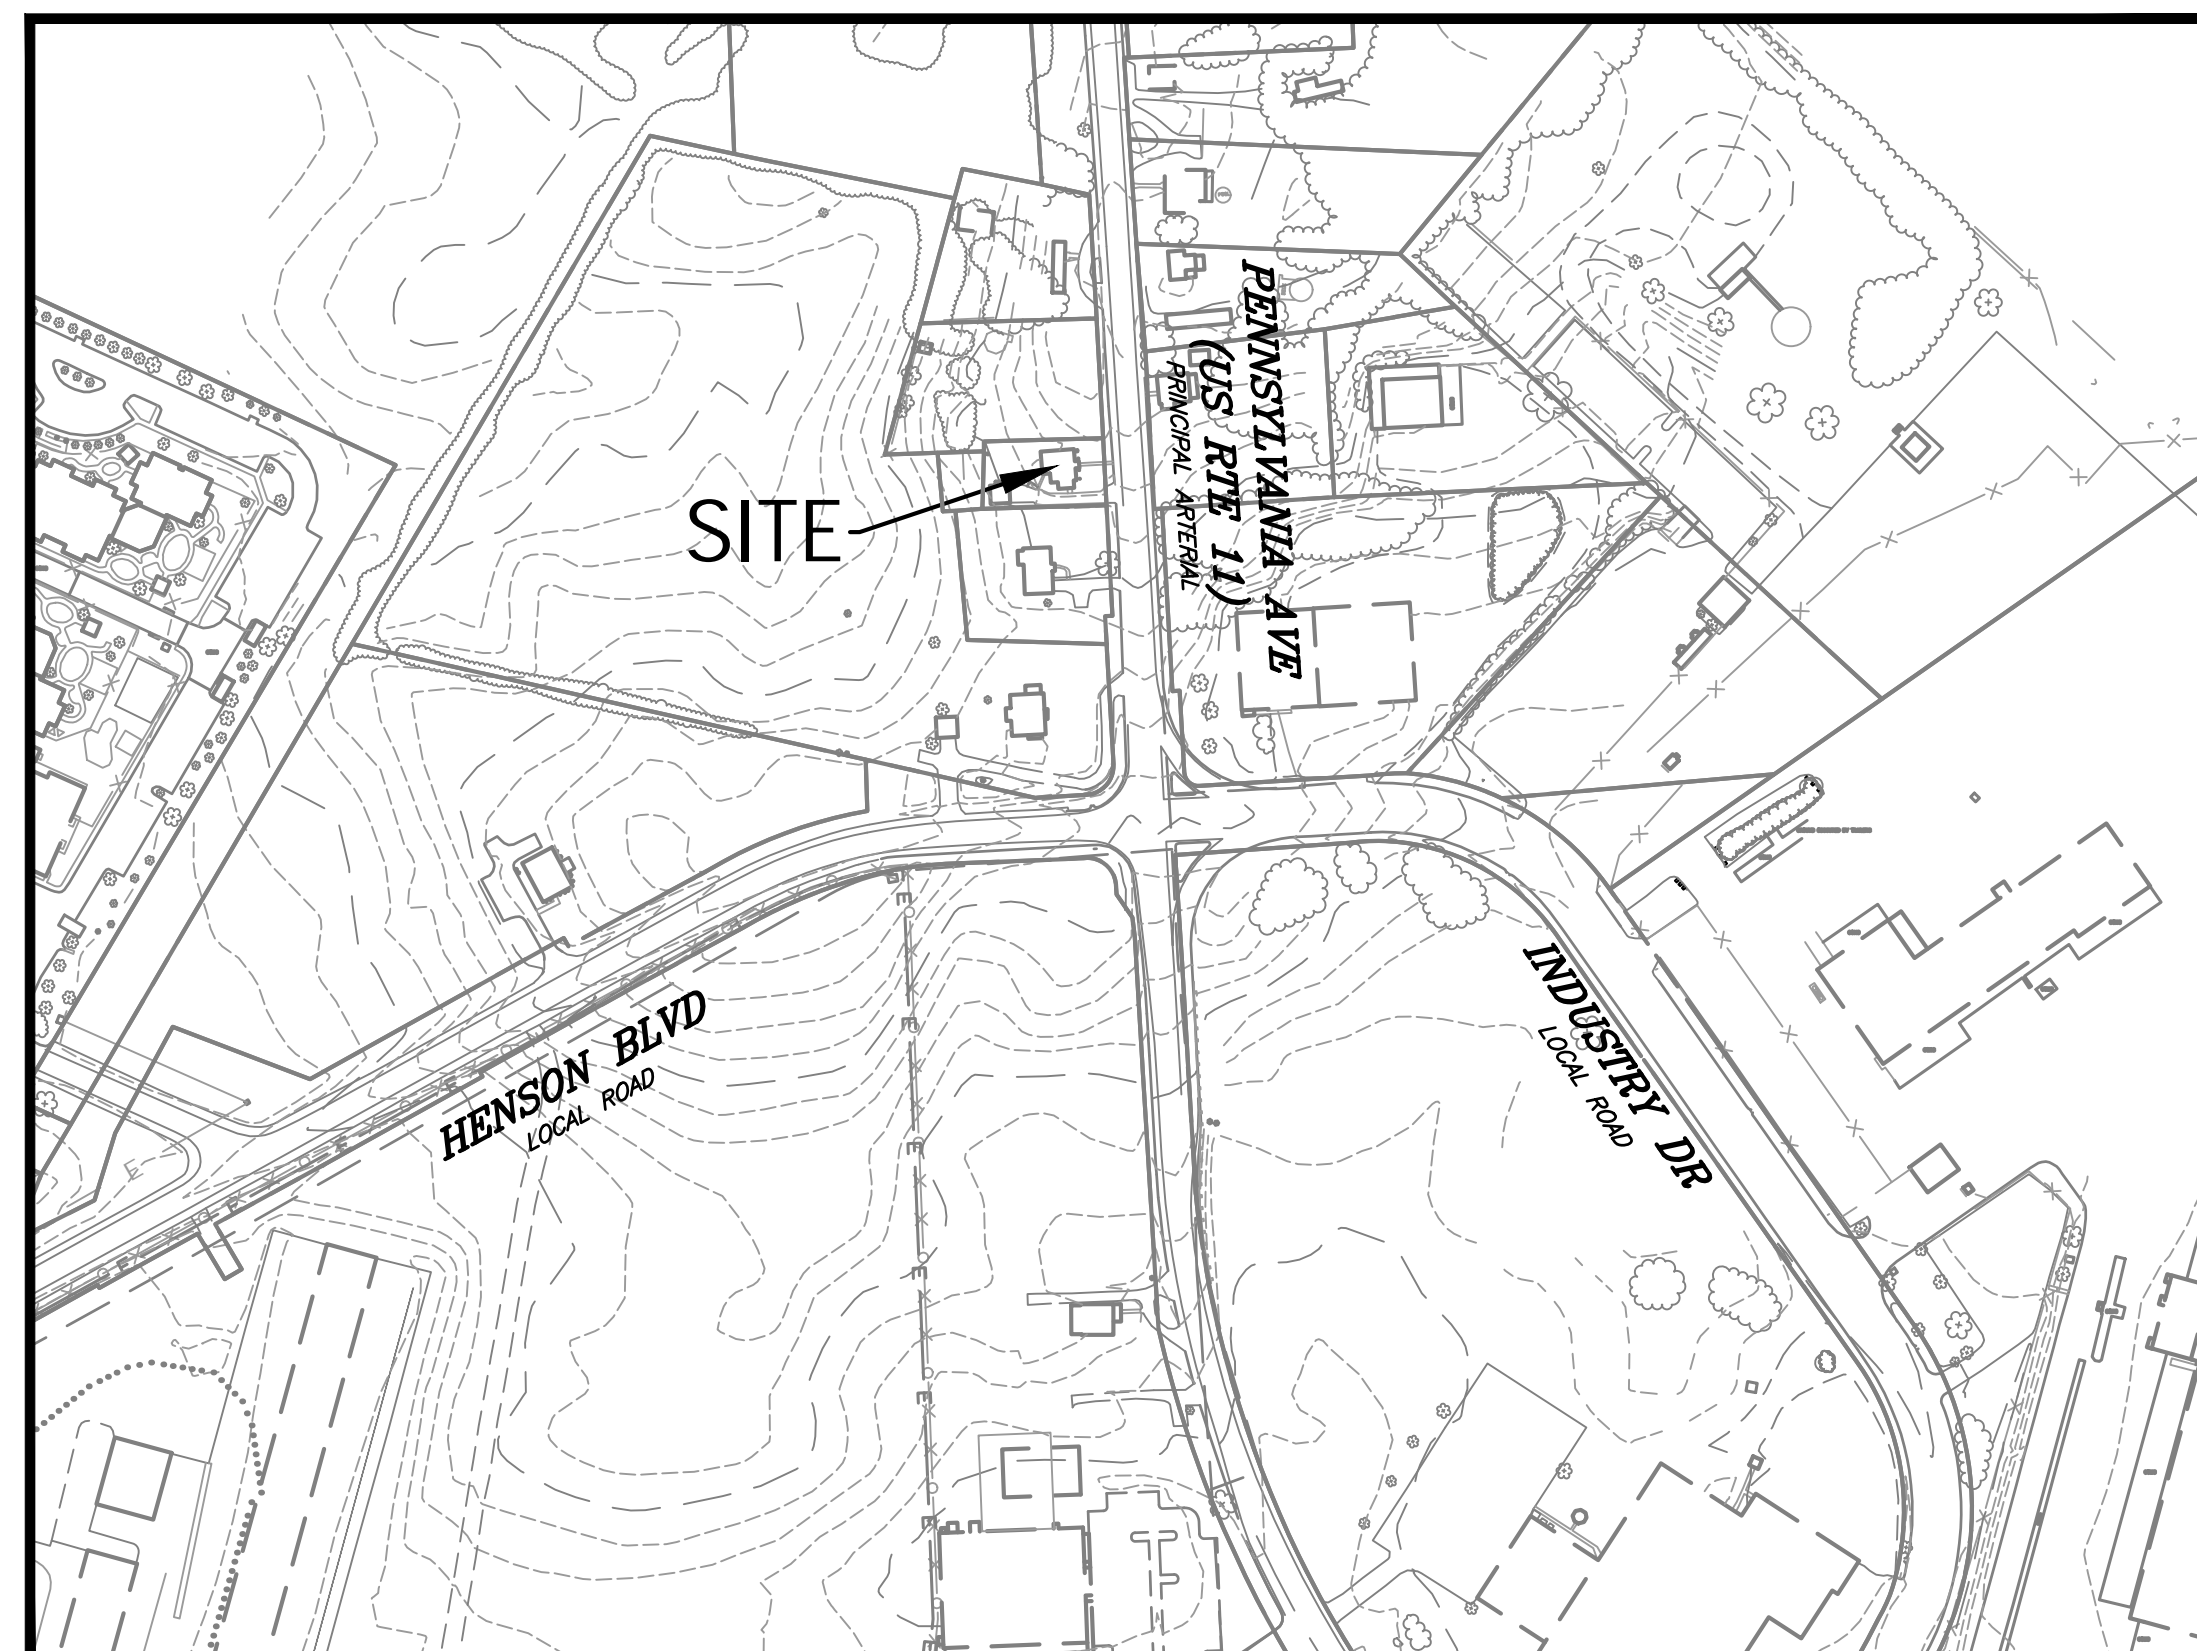 PENNSYLVANIA AVE
(US RTE 11)
PRINCIPAL ARTERIAL
SITE
HENSON BLVD
LOCAL ROAD
INDUSTRY DR
LOCAL ROAD